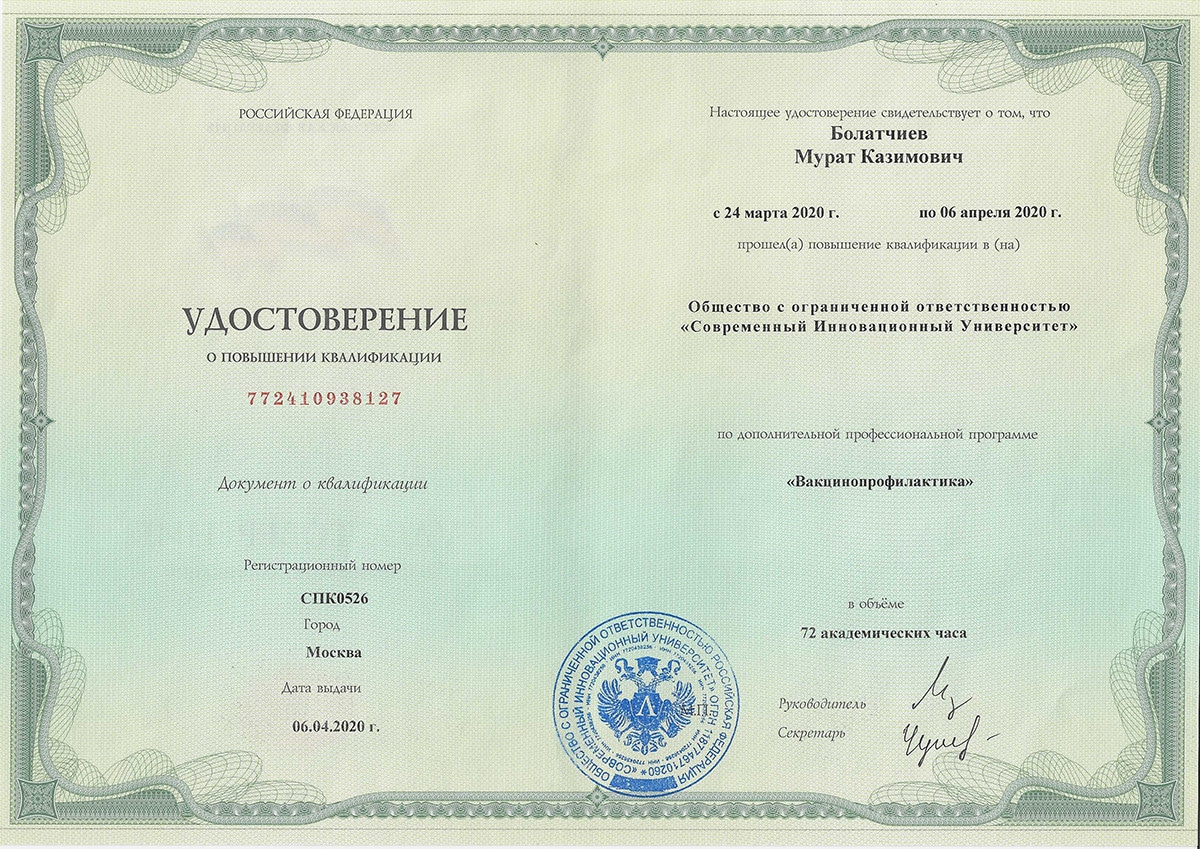 РОССИЙСКАЯ ФЕДЕРАЦИЯ
УДОСТОВЕРЕНИЕ
О ПОВЫШЕНИИ КВАЛИФИКАЦИИ
772410938127
Документ о квалификации
Регистрационный номер
СПК0526
Город
Москва
Дата выдачи
06.04.2020 г.
Настоящее удостоверение свидетельствует о том, что
Болатчиев
Мурат Казимович
с 24 марта 2020 г. по 06 апреля 2020 г.
прошел(а) повышение квалификации в (на)
Общество с ограниченной ответственностью
«Современный Инновационный Университет»
по дополнительной профессиональной программе
«Вакцинопрофилактика»
в объёме
72 академических часа
Руководитель
Секретарь
М.П.
ОБЩЕСТВО С ОГРАНИЧЕННОЙ ОТВЕТСТВЕННОСТЬЮ РОССИЙСКАЯ ФЕДЕРАЦИЯ
«СОВРЕМЕННЫЙ ИННОВАЦИОННЫЙ УНИВЕРСИТЕТ» ОГРН 1187746710260